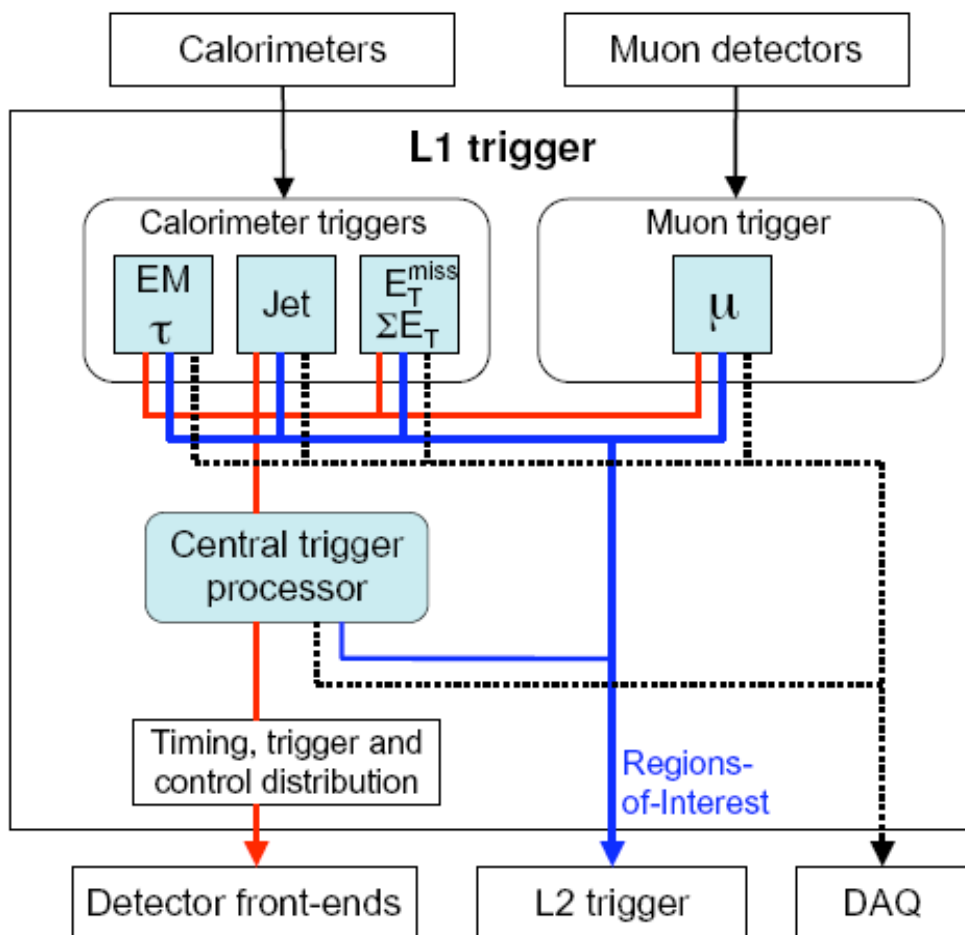 Calorimeters
Muon detectors
L1 trigger
Calorimeter triggers
Muon trigger
EM
τ
Jet
E_T^miss
ΣE_T
μ
Central trigger
processor
Timing, trigger and
control distribution
Regions-
of-Interest
Detector front-ends
L2 trigger
DAQ